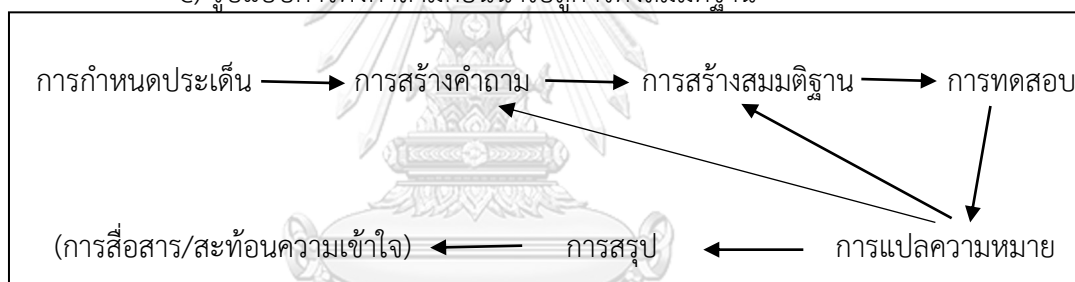 การกำหนดประเด็น การสร้างคำถาม การสร้างสมมติฐาน การทดสอบ
(การสื่อสาร/สะท้อนความเข้าใจ) การสรุป การแปลความหมาย